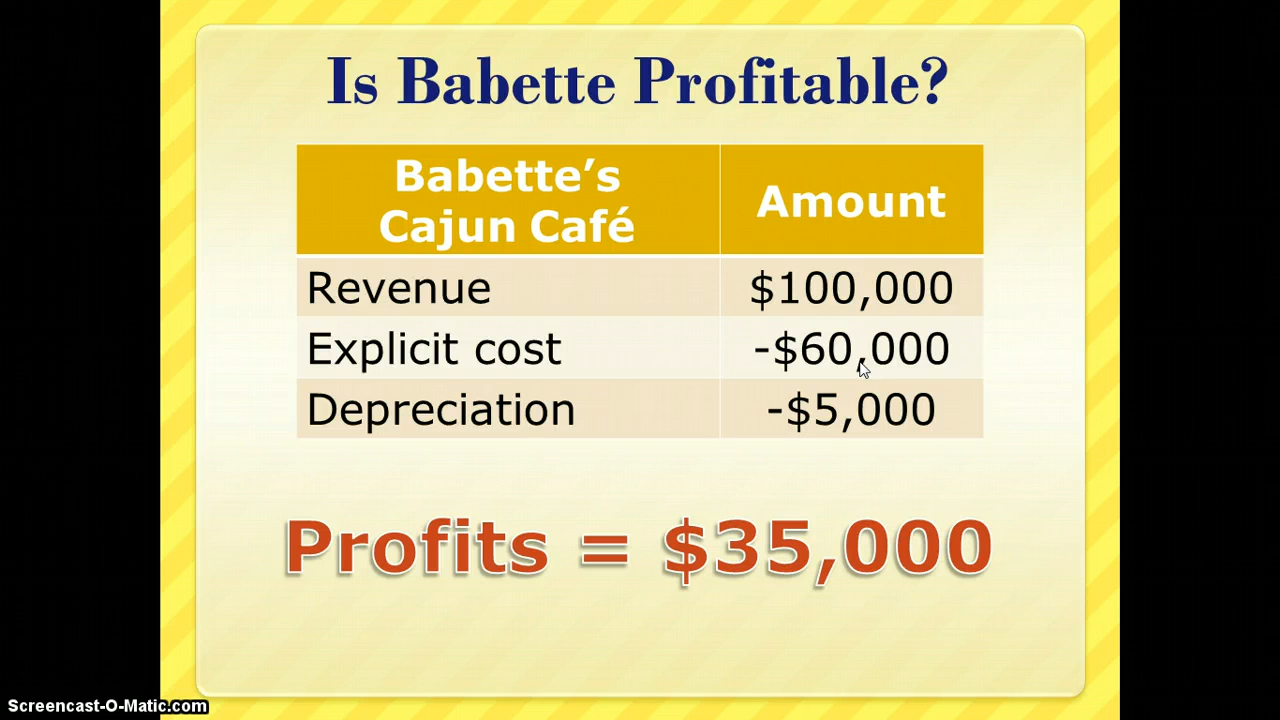 Is Babette Profitable?
Babette’s
Cajun Café
Amount
Revenue $100,000
Explicit cost -$60,000
Depreciation -$5,000
Profits = $35,000
Screencast-O-Matic.com